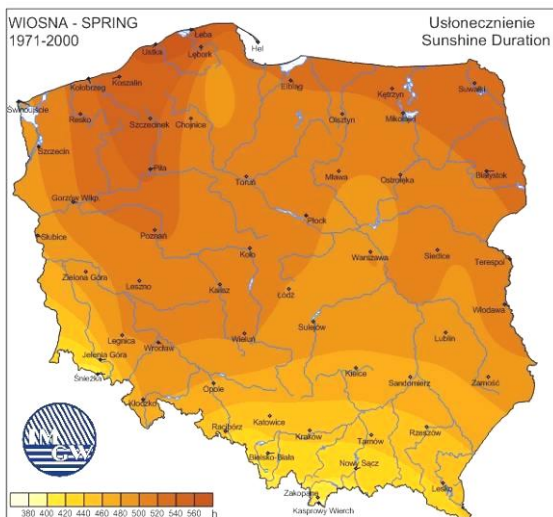 WIOSNA - SPRING
1971-2000
Usłonecznienie
Sunshine Duration
Łeba
Hel
Ustka
Lębork
Koszalin
Kołobrzeg
Elbląg
Kętrzyn
Suwałki
Świnoujście
Resko
Szczecinek
Chojnice
Olsztyn
Mikołajki
Szczecin
Piła
Toruń
Mława
Ostrołęka
Białystok
Gorzów Wlkp.
Płock
Słubice
Poznań
Koło
Warszawa
Siedlce
Terespol
Zielona Góra
Leszno
Kalisz
Łódź
Włodawa
Sulejów
Legnica
Wrocław
Wieluń
Lublin
Jelenia Góra
Śnieżka
Kielce
Opole
Sandomierz
Zamość
Kłodzko
Katowice
Racibórz
Kraków
Tarnów
Rzeszów
Bielsko-Biała
Nowy Sącz
Zakopane
Lesko
Kasprowy Wierch
IM
GW
380 400 420 440 460 480 500 520 540 560 h